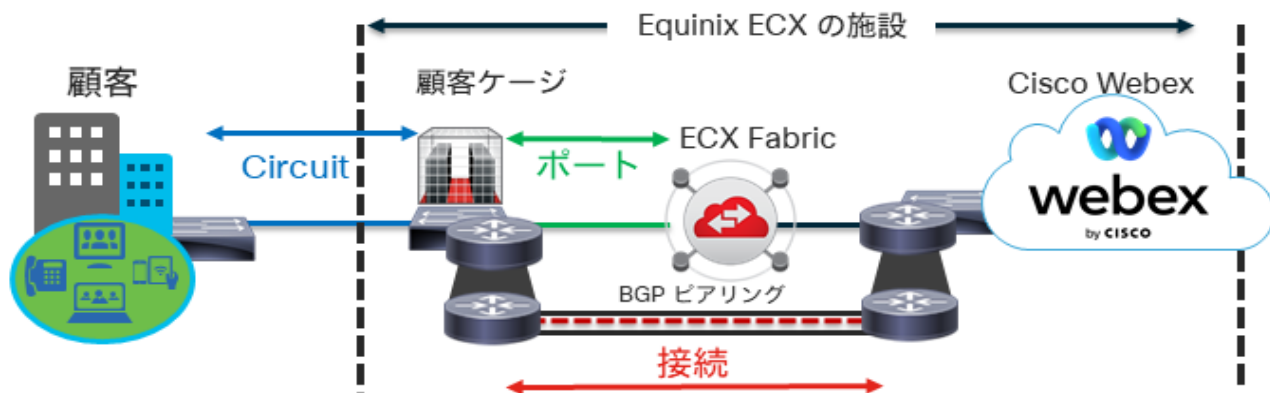 Equinix ECX の施設
顧客
顧客ケージ
Cisco Webex
Circuit
ポート
ECX Fabric
webex
by CISCO
BGP ピアリング
接続